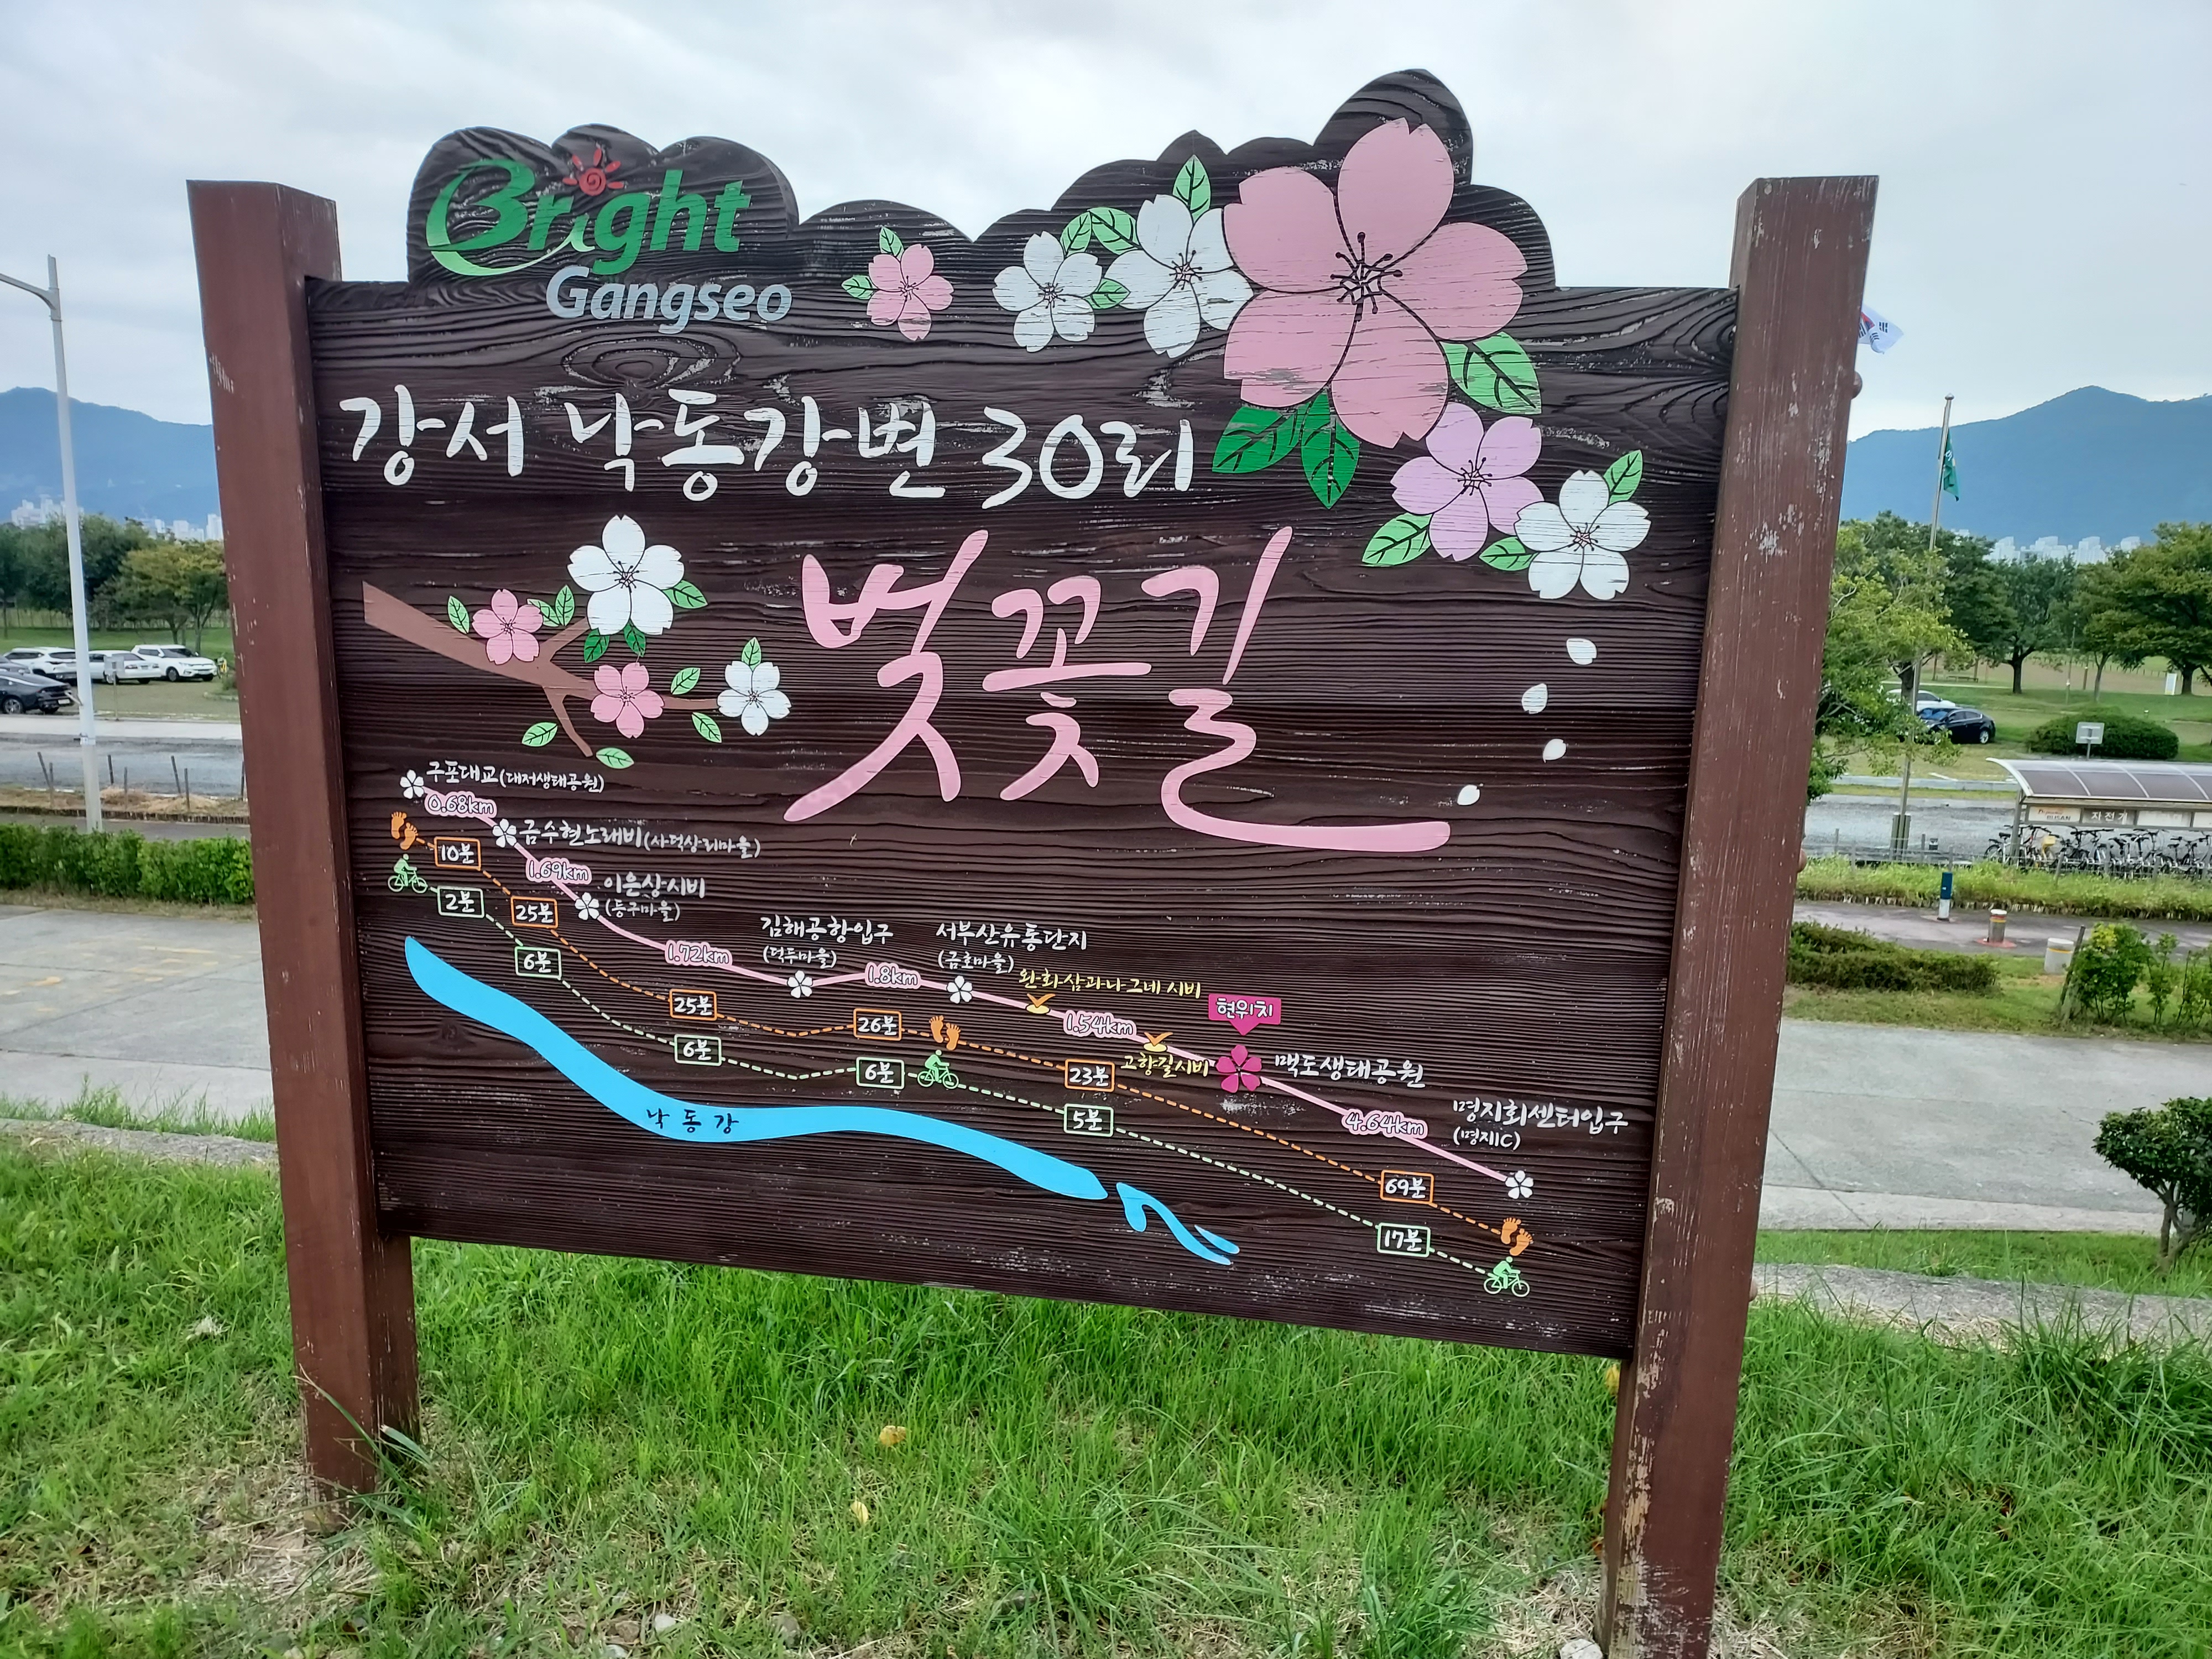 Bright
Gangseo
강서 낙동강변 30리
벚꽃길
구포대교(대저생태공원)
0.68km
금수현노래비(사덕상리마을)
10분
1.69km
2분
이은상시비
(등구마을)
25분
6분
김해공항입구
(덕두마을)
1.72km
서부산유통단지
(금호마을)
1.8km
완화삼과나그네 시비
25분
26분
6분
6분
현위치
1.54km
고향길시비
맥도생태공원
23분
5분
낙동강
4.64km
명지회센터입구
(명지IC)
69분
17분
자전거